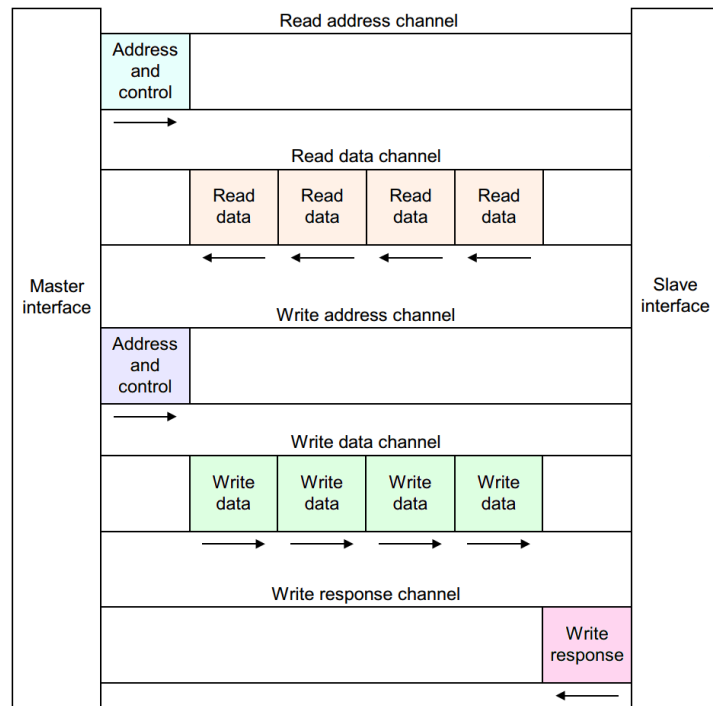 Read address channel
Address
and
control
Read data channel
Read
data
Read
data
Read
data
Read
data
Master
interface
Slave
interface
Write address channel
Address
and
control
Write data channel
Write
data
Write
data
Write
data
Write
data
Write response channel
Write
response